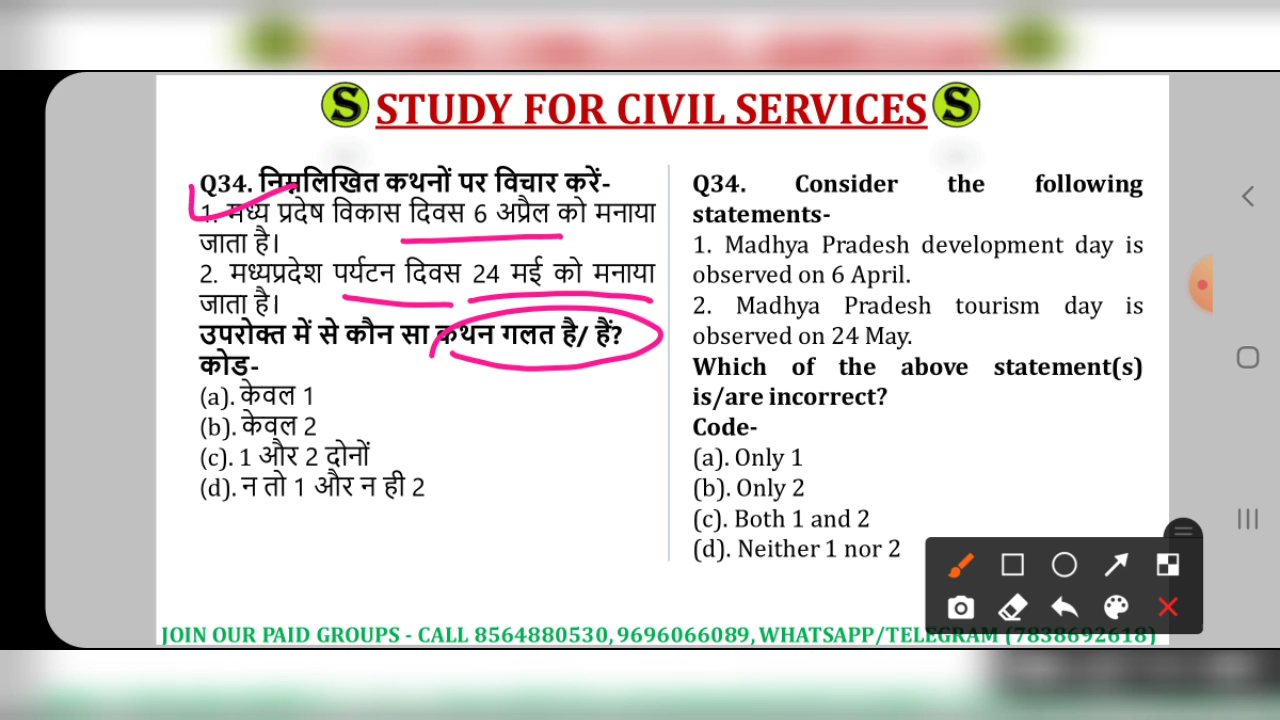 S STUDY FOR CIVIL SERVICES S
Q34. निम्नलिखित कथनों पर विचार करें-
1. मध्य प्रदेष विकास दिवस 6 अप्रैल को मनाया
जाता है।
2. मध्यप्रदेश पर्यटन दिवस 24 मई को मनाया
जाता है।
उपरोक्त में से कौन सा कथन गलत है/ हैं?
कोड-
(a). केवल 1
(b). केवल 2
(c). 1 और 2 दोनों
(d). न तो 1 और न ही 2
Q34. Consider the following
statements-
1. Madhya Pradesh development day is
observed on 6 April.
2. Madhya Pradesh tourism day is
observed on 24 May.
Which of the above statement(s)
is/are incorrect?
Code-
(a). Only 1
(b). Only 2
(c). Both 1 and 2
(d). Neither 1 nor 2
JOIN OUR PAID GROUPS - CALL 8564880530, 9696066089, WHATSAPP/TELEGRAM (7838692618)